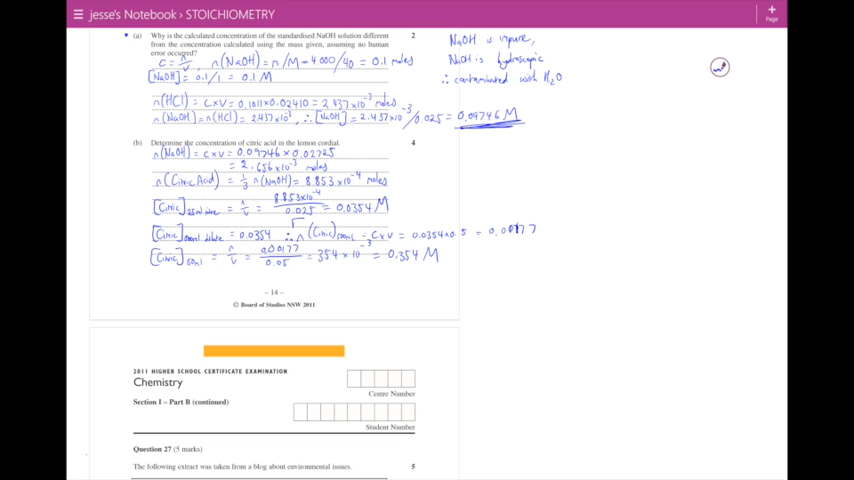 jesse's Notebook › STOICHIOMETRY
Page
(a) Why is the calculated concentration of the standardised NaOH solution different 2
from the concentration calculated using the mass given, assuming no human
error occurred?
c = n/v n(NaOH) = n/M = 4.000/40 = 0.1 moles
[NaOH] = 0.1/1 = 0.1 M
NaOH is inpure,
NaOH is hydroscopic
∴ contaminated with H₂O
n(HCl) = C×V = 0.1011×0.02410 = 2.437×10⁻³ moles
n(NaOH) = n(HCl) = 2.437×10⁻³, ∴ [NaOH] = 2.437×10⁻³/0.025 = 0.09746 M
(b) Determine the concentration of citric acid in the lemon cordial. 4
n(NaOH) = C×V = 0.09746 × 0.02725
= 2.656×10⁻³ moles
n(Citric Acid) = 1/3 n(NaOH) = 8.853 × 10⁻⁴ moles
= n/v = 8.853×10⁻⁴/0.025 = 0.0354 M
= 0.0354 ∴ n (Citric) = C×V = 0.0354×0.5 = 0.0177
[Citric] 50ml = n/v = 0.0177/0.05 = 354 × 10⁻³ = 0.354 M
– 14 –
© Board of Studies NSW 2011
2011 HIGHER SCHOOL CERTIFICATE EXAMINATION
Chemistry
Centre Number
Section I – Part B (continued)
Student Number
Question 27 (5 marks)
The following extract was taken from a blog about environmental issues. 5